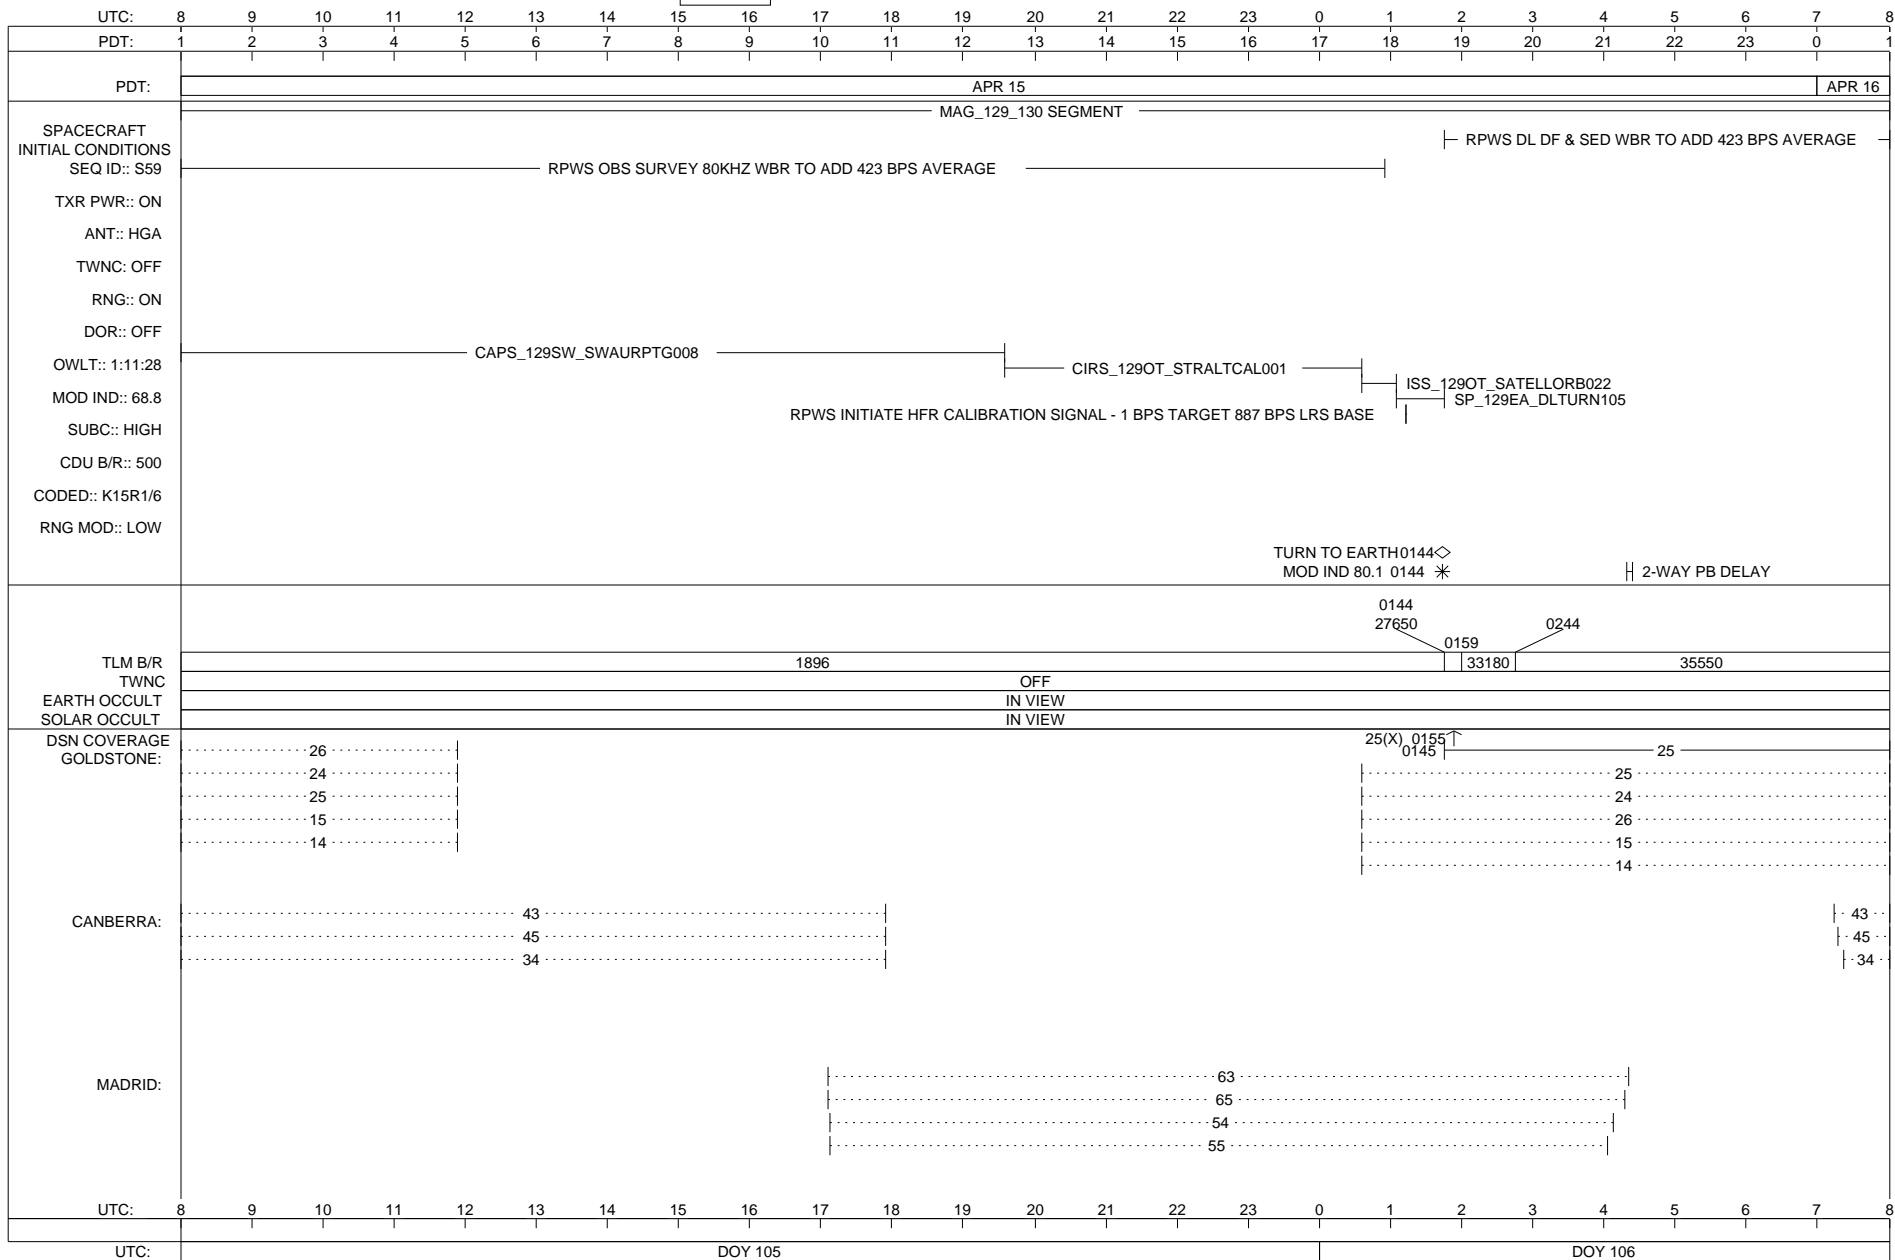 UTC: 8 9 10 11 12 13 14 15 16 17 18 19 20 21 22 23 0 1 2 3 4 5 6 7 8
PDT: 1 2 3 4 5 6 7 8 9 10 11 12 13 14 15 16 17 18 19 20 21 22 23 0 1
PDT: APR 15 APR 16
MAG_129_130 SEGMENT
SPACECRAFT
INITIAL CONDITIONS
RPWS DL DF & SED WBR TO ADD 423 BPS AVERAGE
SEQ ID:: S59
RPWS OBS SURVEY 80KHZ WBR TO ADD 423 BPS AVERAGE
TXR PWR:: ON
ANT:: HGA
TWNC: OFF
RNG:: ON
DOR:: OFF
CAPS_129SW_SWAURPTG008
OWLT:: 1:11:28
CIRS_129OT_STRALTCAL001
ISS_129OT_SATELLORB022
MOD IND:: 68.8
SP_129EA_DLTURN105
RPWS INITIATE HFR CALIBRATION SIGNAL - 1 BPS TARGET 887 BPS LRS BASE
SUBC:: HIGH
CDU B/R:: 500
CODED:: K15R1/6
RNG MOD:: LOW
TURN TO EARTH 0144
MOD IND 80.1 0144
2-WAY PB DELAY
0144
27650 0244
0159
TLM B/R 1896 33180 35550
TWNC OFF
EARTH OCCULT IN VIEW
SOLAR OCCULT IN VIEW
DSN COVERAGE
25(X) 0155
GOLDSTONE: 26 0145 25
24 25
25 24
15 26
14 15
14
CANBERRA: 43 43
45 45
34 34
MADRID: 63
65
54
55
UTC: 8 9 10 11 12 13 14 15 16 17 18 19 20 21 22 23 0 1 2 3 4 5 6 7 8
UTC: DOY 105 DOY 106